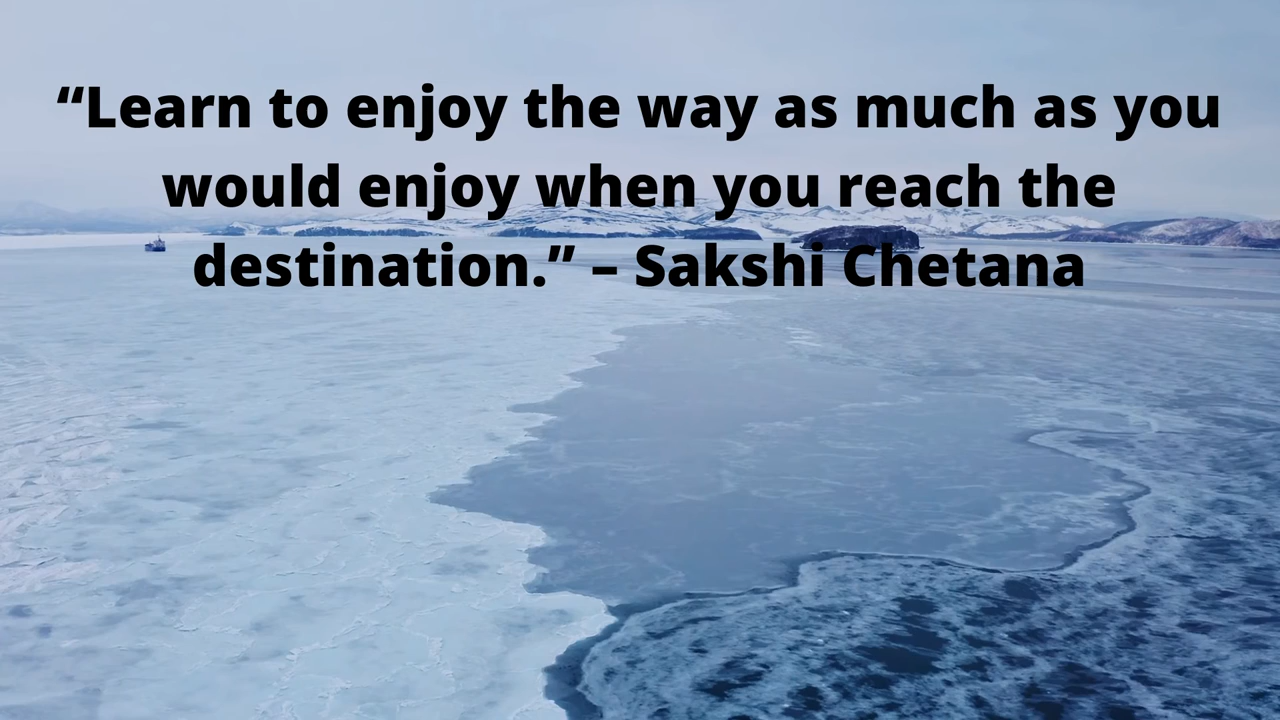 “Learn to enjoy the way as much as you
would enjoy when you reach the
destination.” – Sakshi Chetana